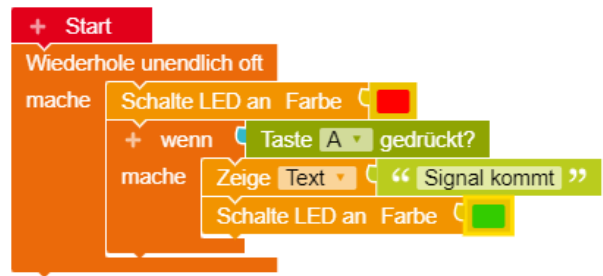 + Start
Wiederhole unendlich oft
mache Schalte LED an Farbe
+ wenn Taste A gedrückt?
mache Zeige Text “ Signal kommt ”
Schalte LED an Farbe